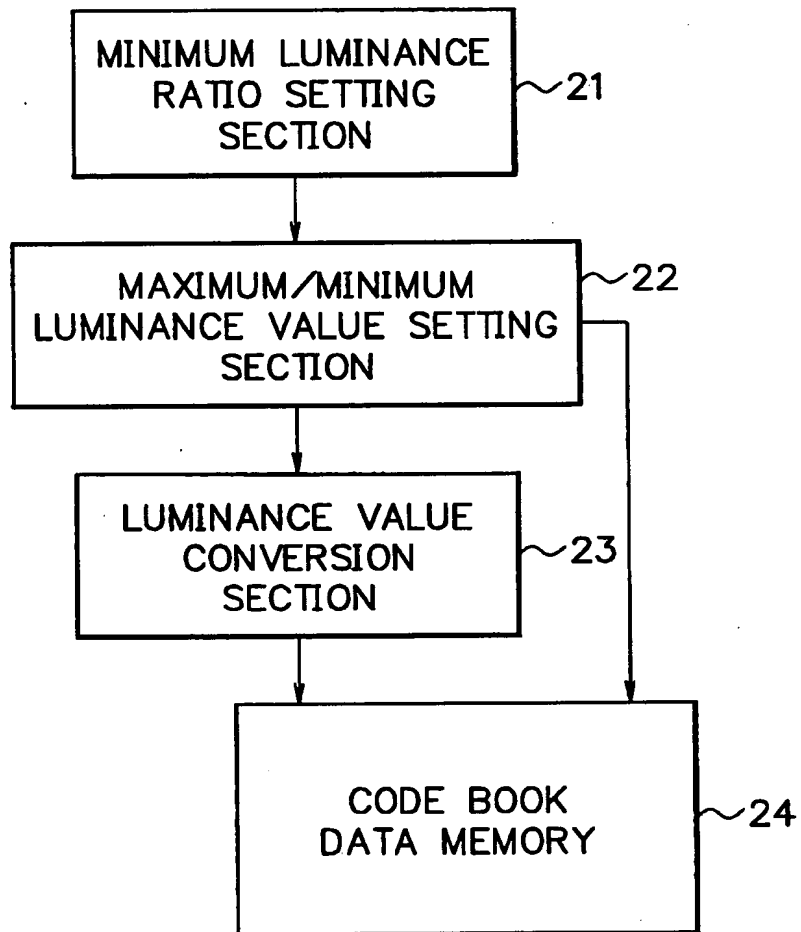 MINIMUM LUMINANCE
RATIO SETTING
SECTION
21
MAXIMUM/MINIMUM
LUMINANCE VALUE SETTING
SECTION
22
LUMINANCE VALUE
CONVERSION
SECTION
23
CODE BOOK
DATA MEMORY
24